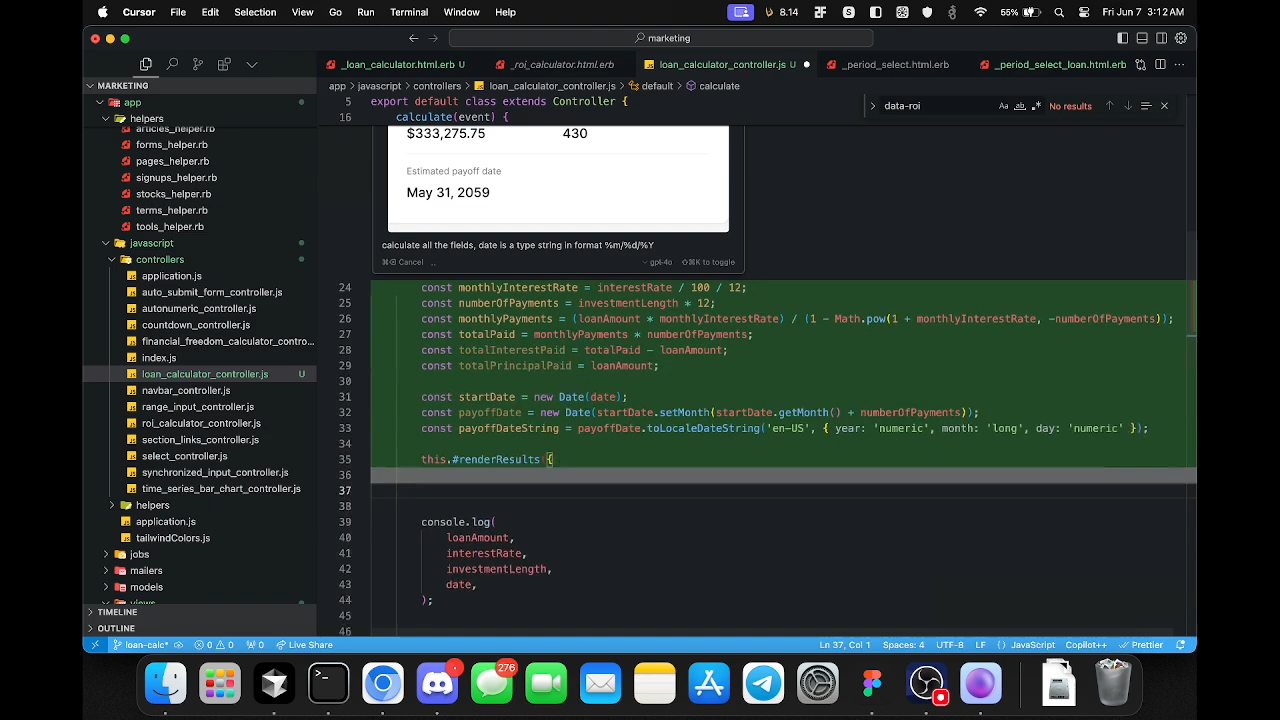 Cursor File Edit Selection View Go Run Terminal Window Help
8.14 55% Fri Jun 7 3:12 AM
marketing
_loan_calculator.html.erb U _roi_calculator.html.erb loan_calculator_controller.js U _period_select.html.erb _period_select_loan.html.erb
MARKETING
app
helpers
articles_helper.rb
forms_helper.rb
pages_helper.rb
signups_helper.rb
stocks_helper.rb
terms_helper.rb
tools_helper.rb
javascript
controllers
application.js
auto_submit_form_controller.js
autonumeric_controller.js
countdown_controller.js
financial_freedom_calculator_contro...
index.js
loan_calculator_controller.js U
navbar_controller.js
range_input_controller.js
roi_calculator_controller.js
section_links_controller.js
select_controller.js
synchronized_input_controller.js
time_series_bar_chart_controller.js
helpers
application.js
tailwindColors.js
jobs
mailers
models
views
TIMELINE
OUTLINE
app javascript controllers loan_calculator_controller.js default calculate
5 export default class extends Controller {
16 calculate(event) {
data-roi Aa ab .* No results
$333,275.75 430
Estimated payoff date
May 31, 2059
calculate all the fields, date is a type string in format %m/%d/%Y
⌘⌫ Cancel .. gpt-4o ⇧⌘K to toggle
24 const monthlyInterestRate = interestRate / 100 / 12;
25 const numberOfPayments = investmentLength * 12;
26 const monthlyPayments = (loanAmount * monthlyInterestRate) / (1 - Math.pow(1 + monthlyInterestRate, -numberOfPayments));
27 const totalPaid = monthlyPayments * numberOfPayments;
28 const totalInterestPaid = totalPaid - loanAmount;
29 const totalPrincipalPaid = loanAmount;
30
31 const startDate = new Date(date);
32 const payoffDate = new Date(startDate.setMonth(startDate.getMonth() + numberOfPayments));
33 const payoffDateString = payoffDate.toLocaleDateString('en-US', { year: 'numeric', month: 'long', day: 'numeric' });
34
35 this.#renderResults {
36
37
38
39 console.log(
40 loanAmount,
41 interestRate,
42 investmentLength,
43 date,
44 );
45
46
loan-calc* 0 0 0 Live Share Ln 37, Col 1 Spaces: 4 UTF-8 LF JavaScript Copilot++ Prettier
276